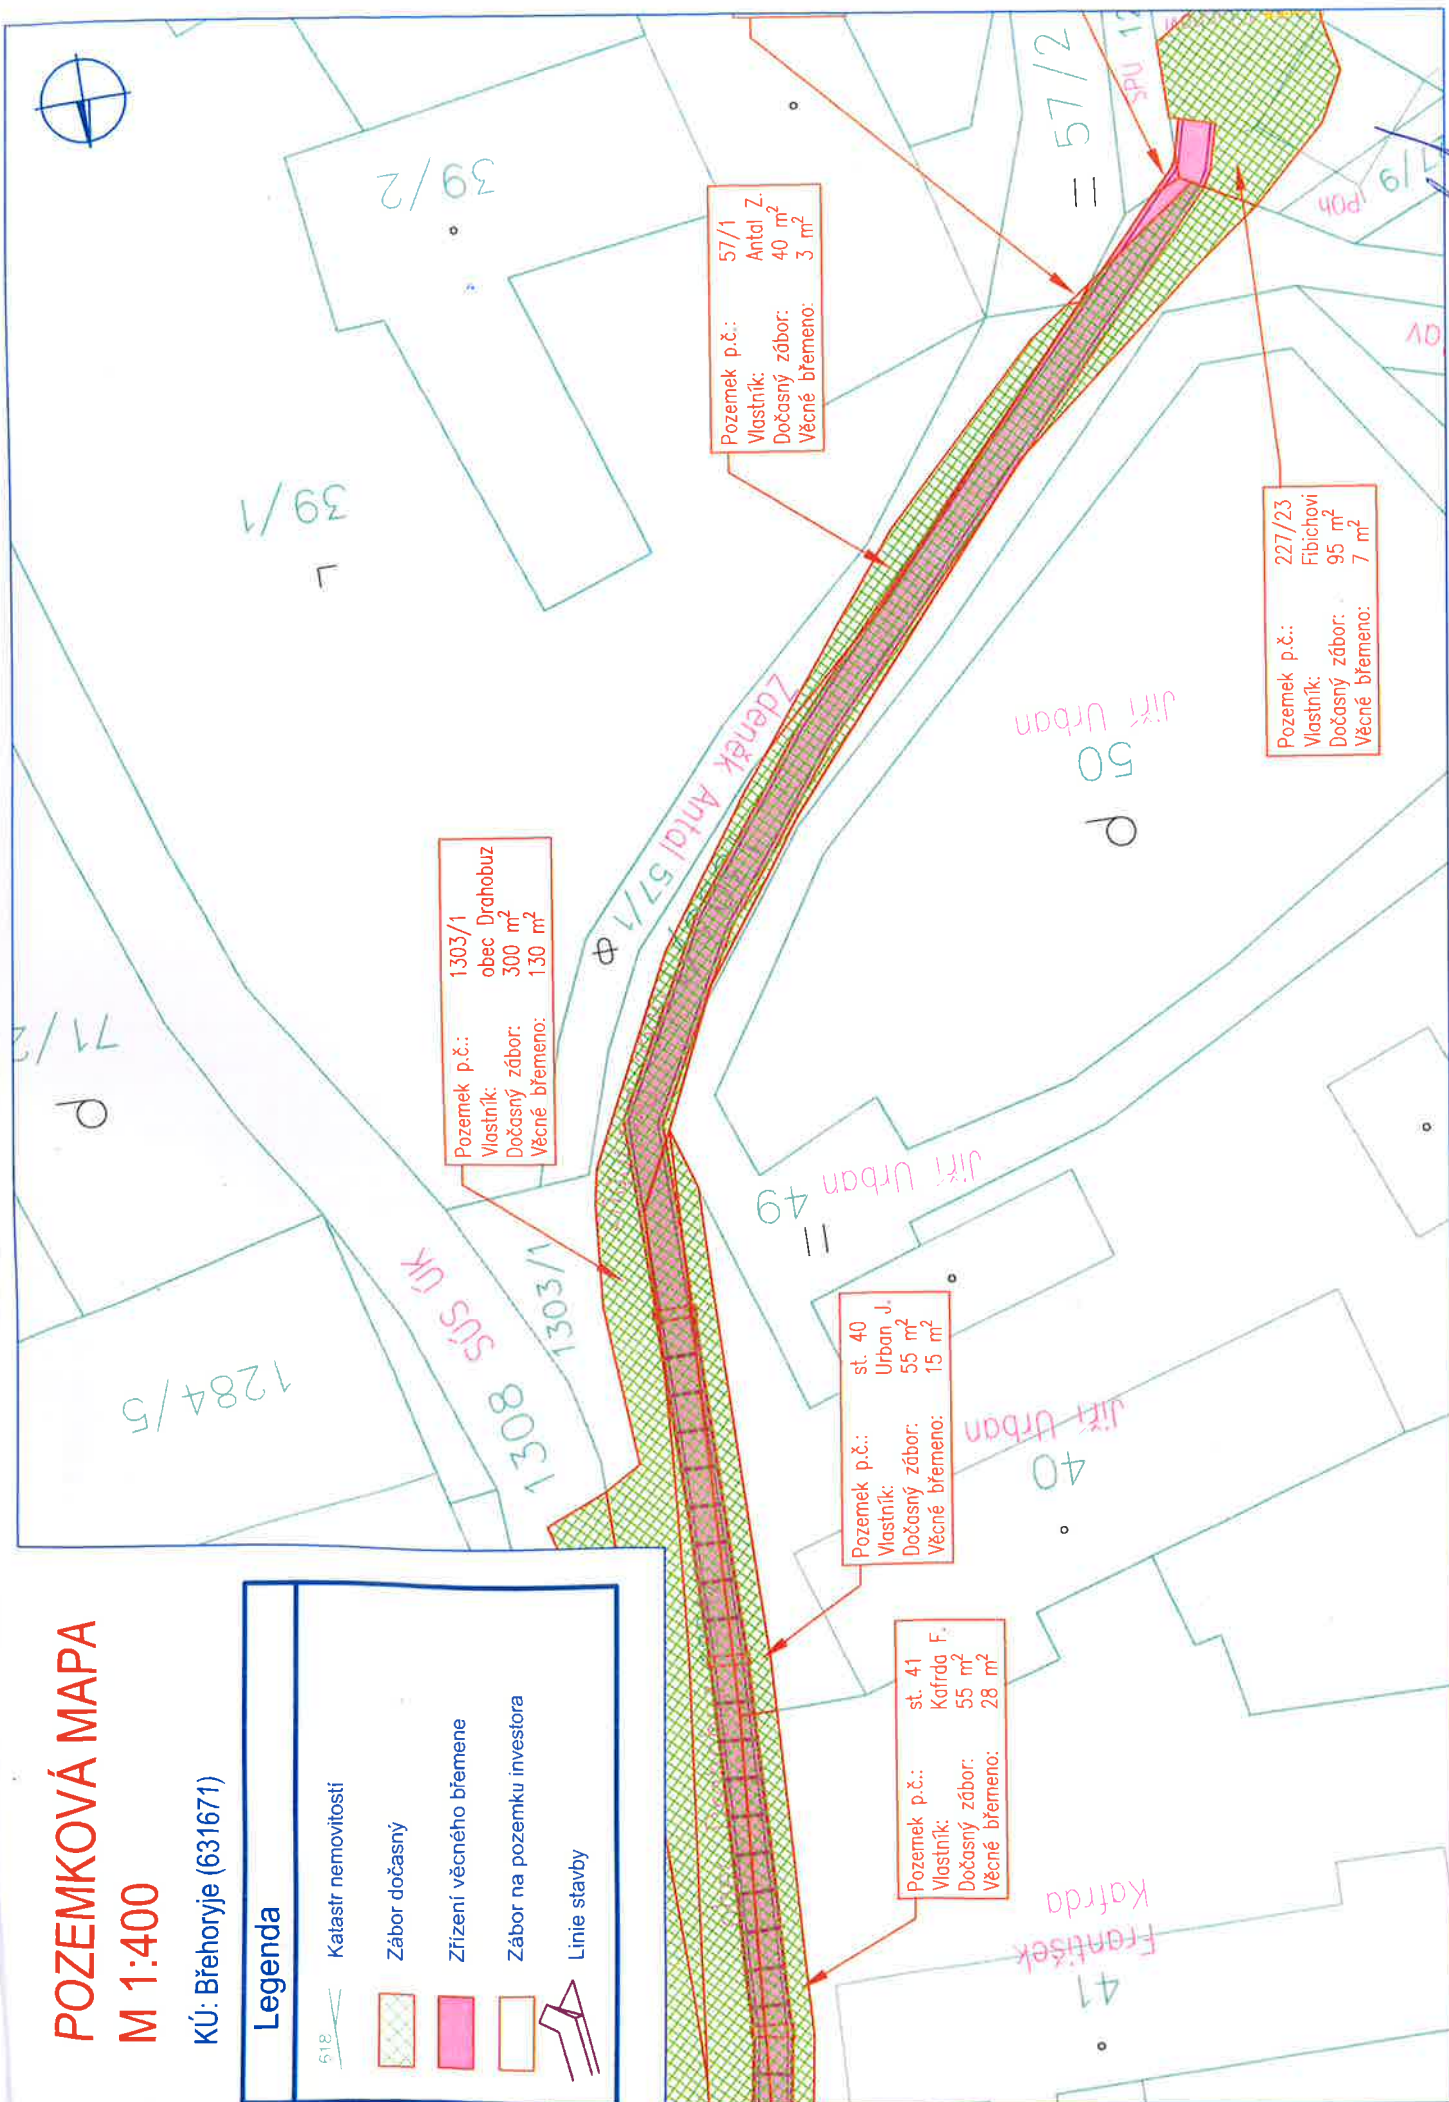 POZEMKOVÁ MAPA
M 1:400
KÚ: Břehoryje (631671)
Legenda
618
Katastr nemovitostí
Zábor dočasný
Zřízení věcného břemene
Zábor na pozemku investora
Linie stavby
Pozemek p.č.: 1303/1
Vlastník: obec Drahobuz
Dočasný zábor: 300 m²
Věcné břemeno: 130 m²
Pozemek p.č.: 57/1
Vlastník: Antal Z.
Dočasný zábor: 40 m²
Věcné břemeno: 3 m²
Pozemek p.č.: st. 41
Vlastník: Kafrda F.
Dočasný zábor: 55 m²
Věcné břemeno: 28 m²
Pozemek p.č.: st. 40
Vlastník: Urban J.
Dočasný zábor: 55 m²
Věcné břemeno: 15 m²
Pozemek p.č.: 227/23
Vlastník: Fibichovi
Dočasný zábor: 95 m²
Věcné břemeno: 7 m²
1284/5
71/2
39/1
39/2
1308
SÚS ÚK
1303/1
Zdeněk Antal 57/1
57/2
SPU 12
49
Jiří Urban
50
Jiří Urban
40
Jiří Urban
41
František
Kafrda